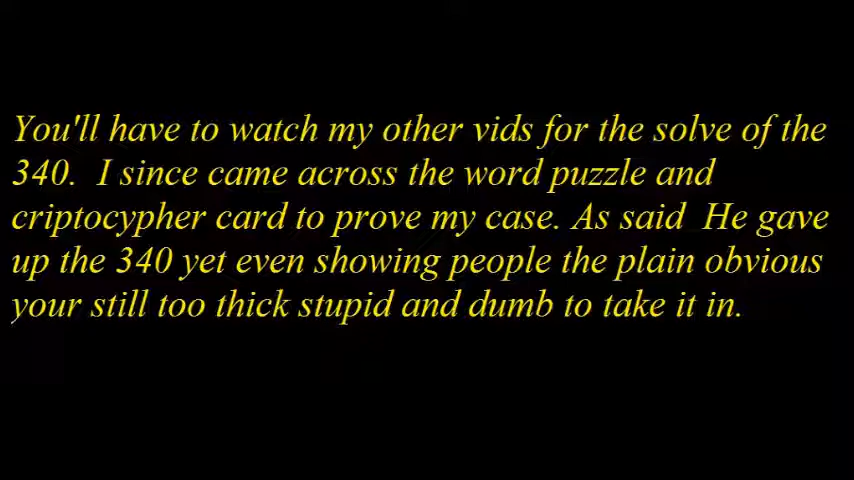 You'll have to watch my other vids for the solve of the
340.  I since came across the word puzzle and
criptocypher card to prove my case. As said  He gave
up the 340 yet even showing people the plain obvious
your still too thick stupid and dumb to take it in.